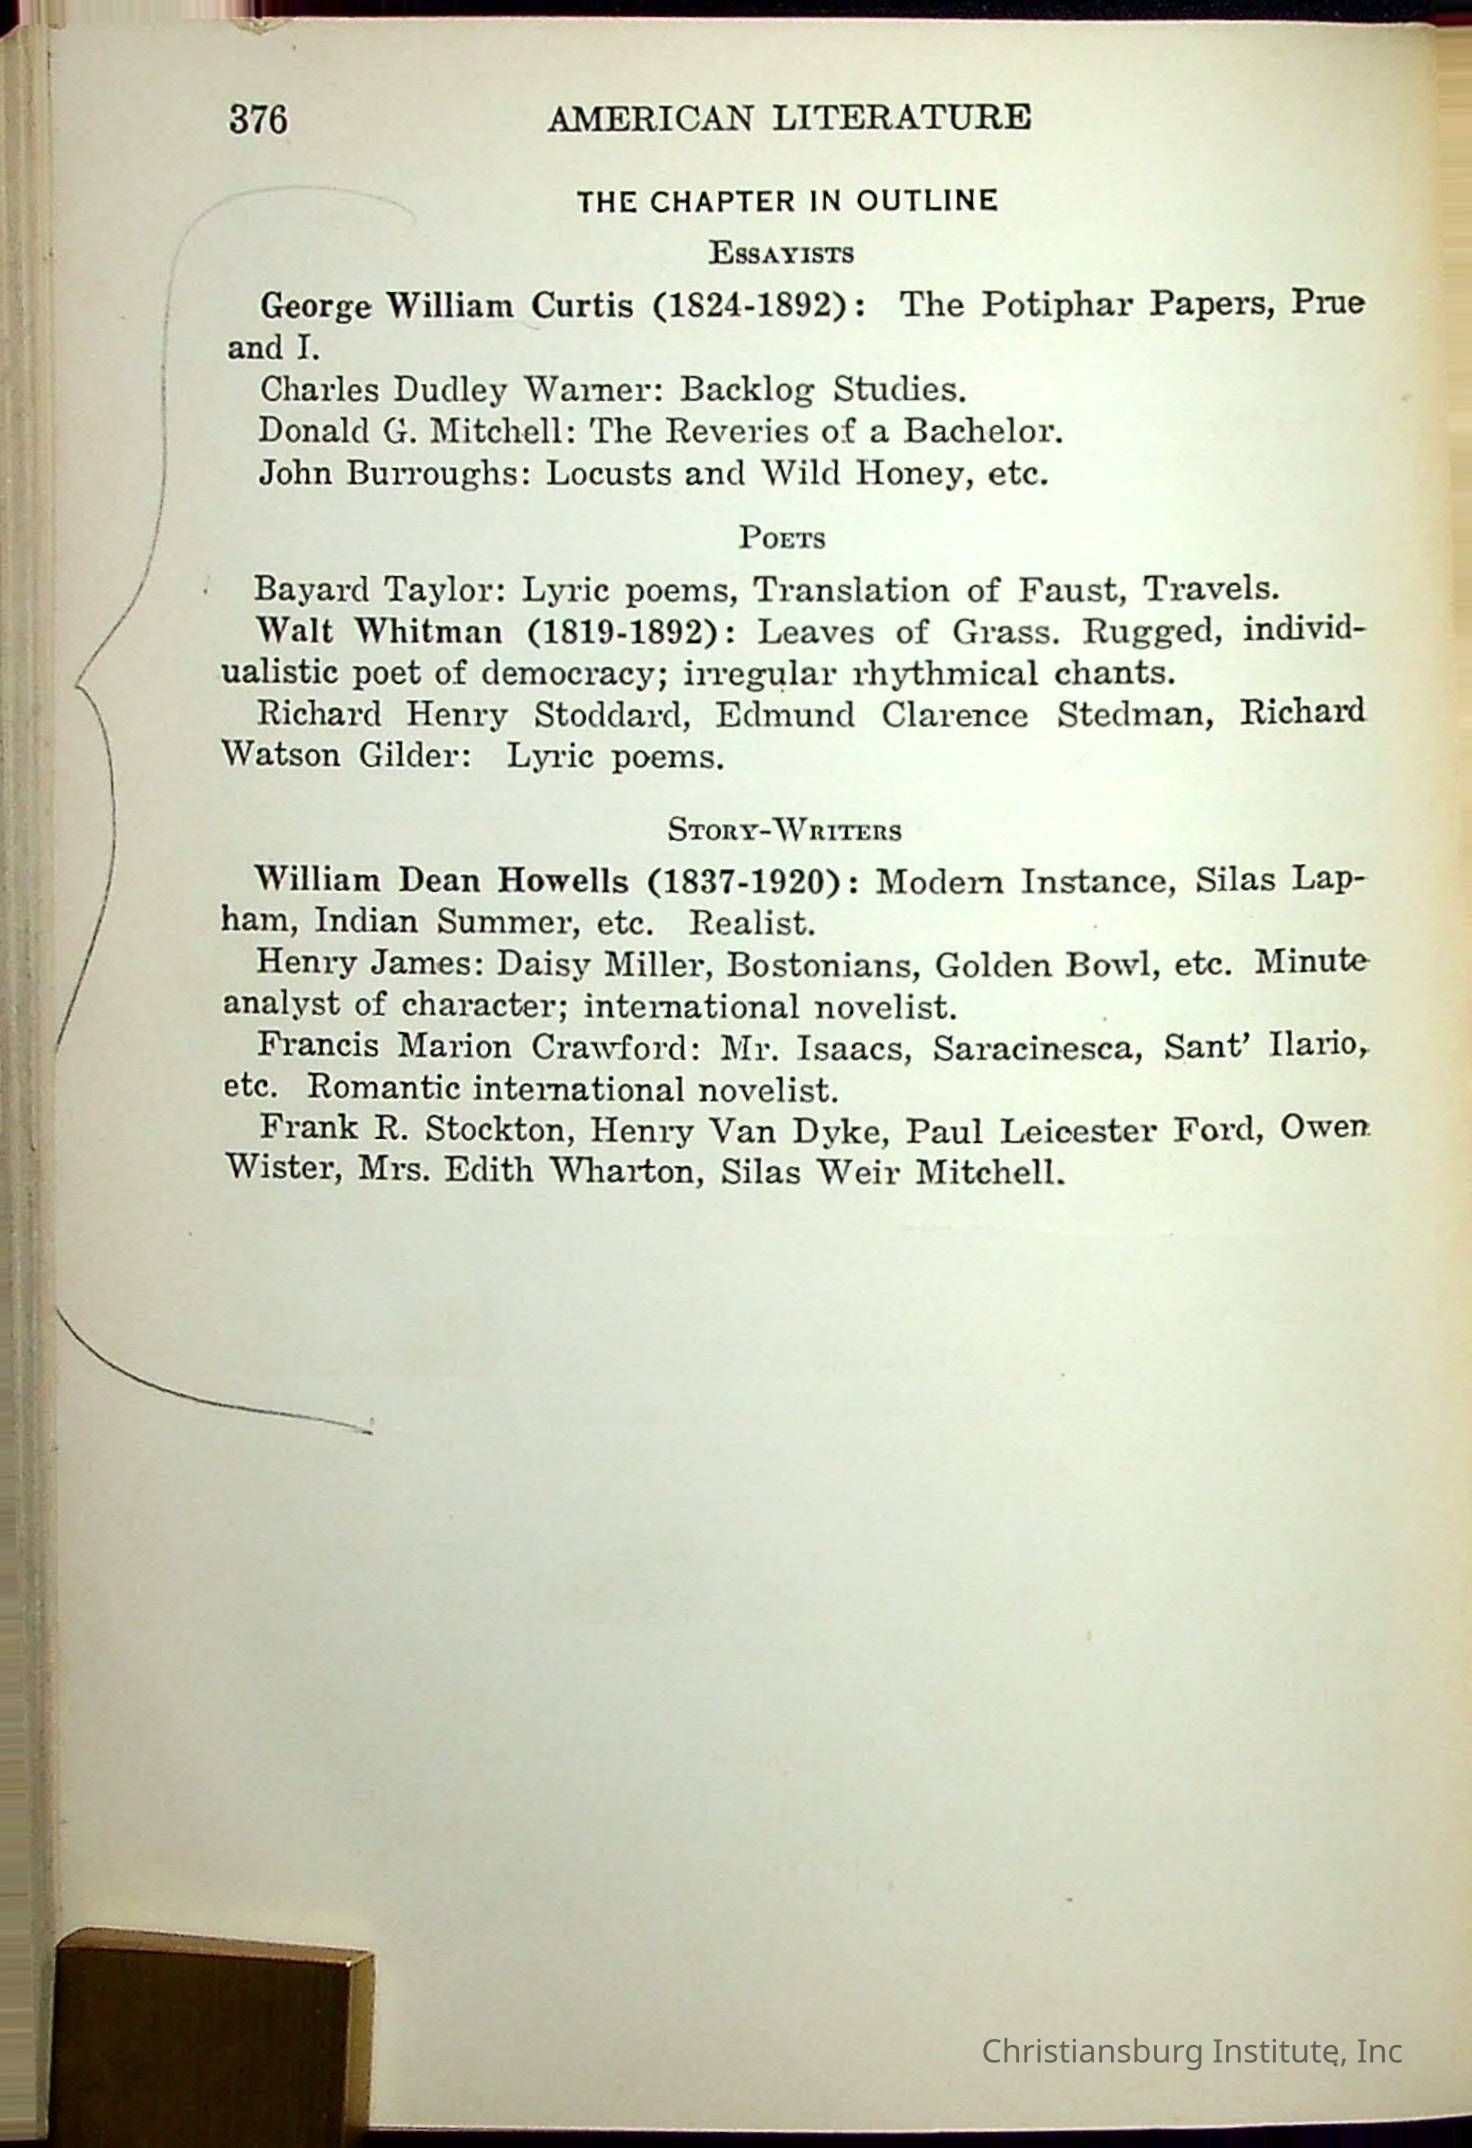 376 AMERICAN LITERATURE
THE CHAPTER IN OUTLINE
ESSAYISTS
George William Curtis (1824-1892): The Potiphar Papers, Prue
and I.
Charles Dudley Warner: Backlog Studies.
Donald G. Mitchell: The Reveries of a Bachelor.
John Burroughs: Locusts and Wild Honey, etc.
POETS
Bayard Taylor: Lyric poems, Translation of Faust, Travels.
Walt Whitman (1819-1892): Leaves of Grass. Rugged, individ-
ualistic poet of democracy; irregular rhythmical chants.
Richard Henry Stoddard, Edmund Clarence Stedman, Richard
Watson Gilder: Lyric poems.
STORY-WRITERS
William Dean Howells (1837-1920): Modern Instance, Silas Lap-
ham, Indian Summer, etc. Realist.
Henry James: Daisy Miller, Bostonians, Golden Bowl, etc. Minute
analyst of character; international novelist.
Francis Marion Crawford: Mr. Isaacs, Saracinesca, Sant' Ilario,
etc. Romantic international novelist.
Frank R. Stockton, Henry Van Dyke, Paul Leicester Ford, Owen
Wister, Mrs. Edith Wharton, Silas Weir Mitchell.
Christiansburg Institute, Inc